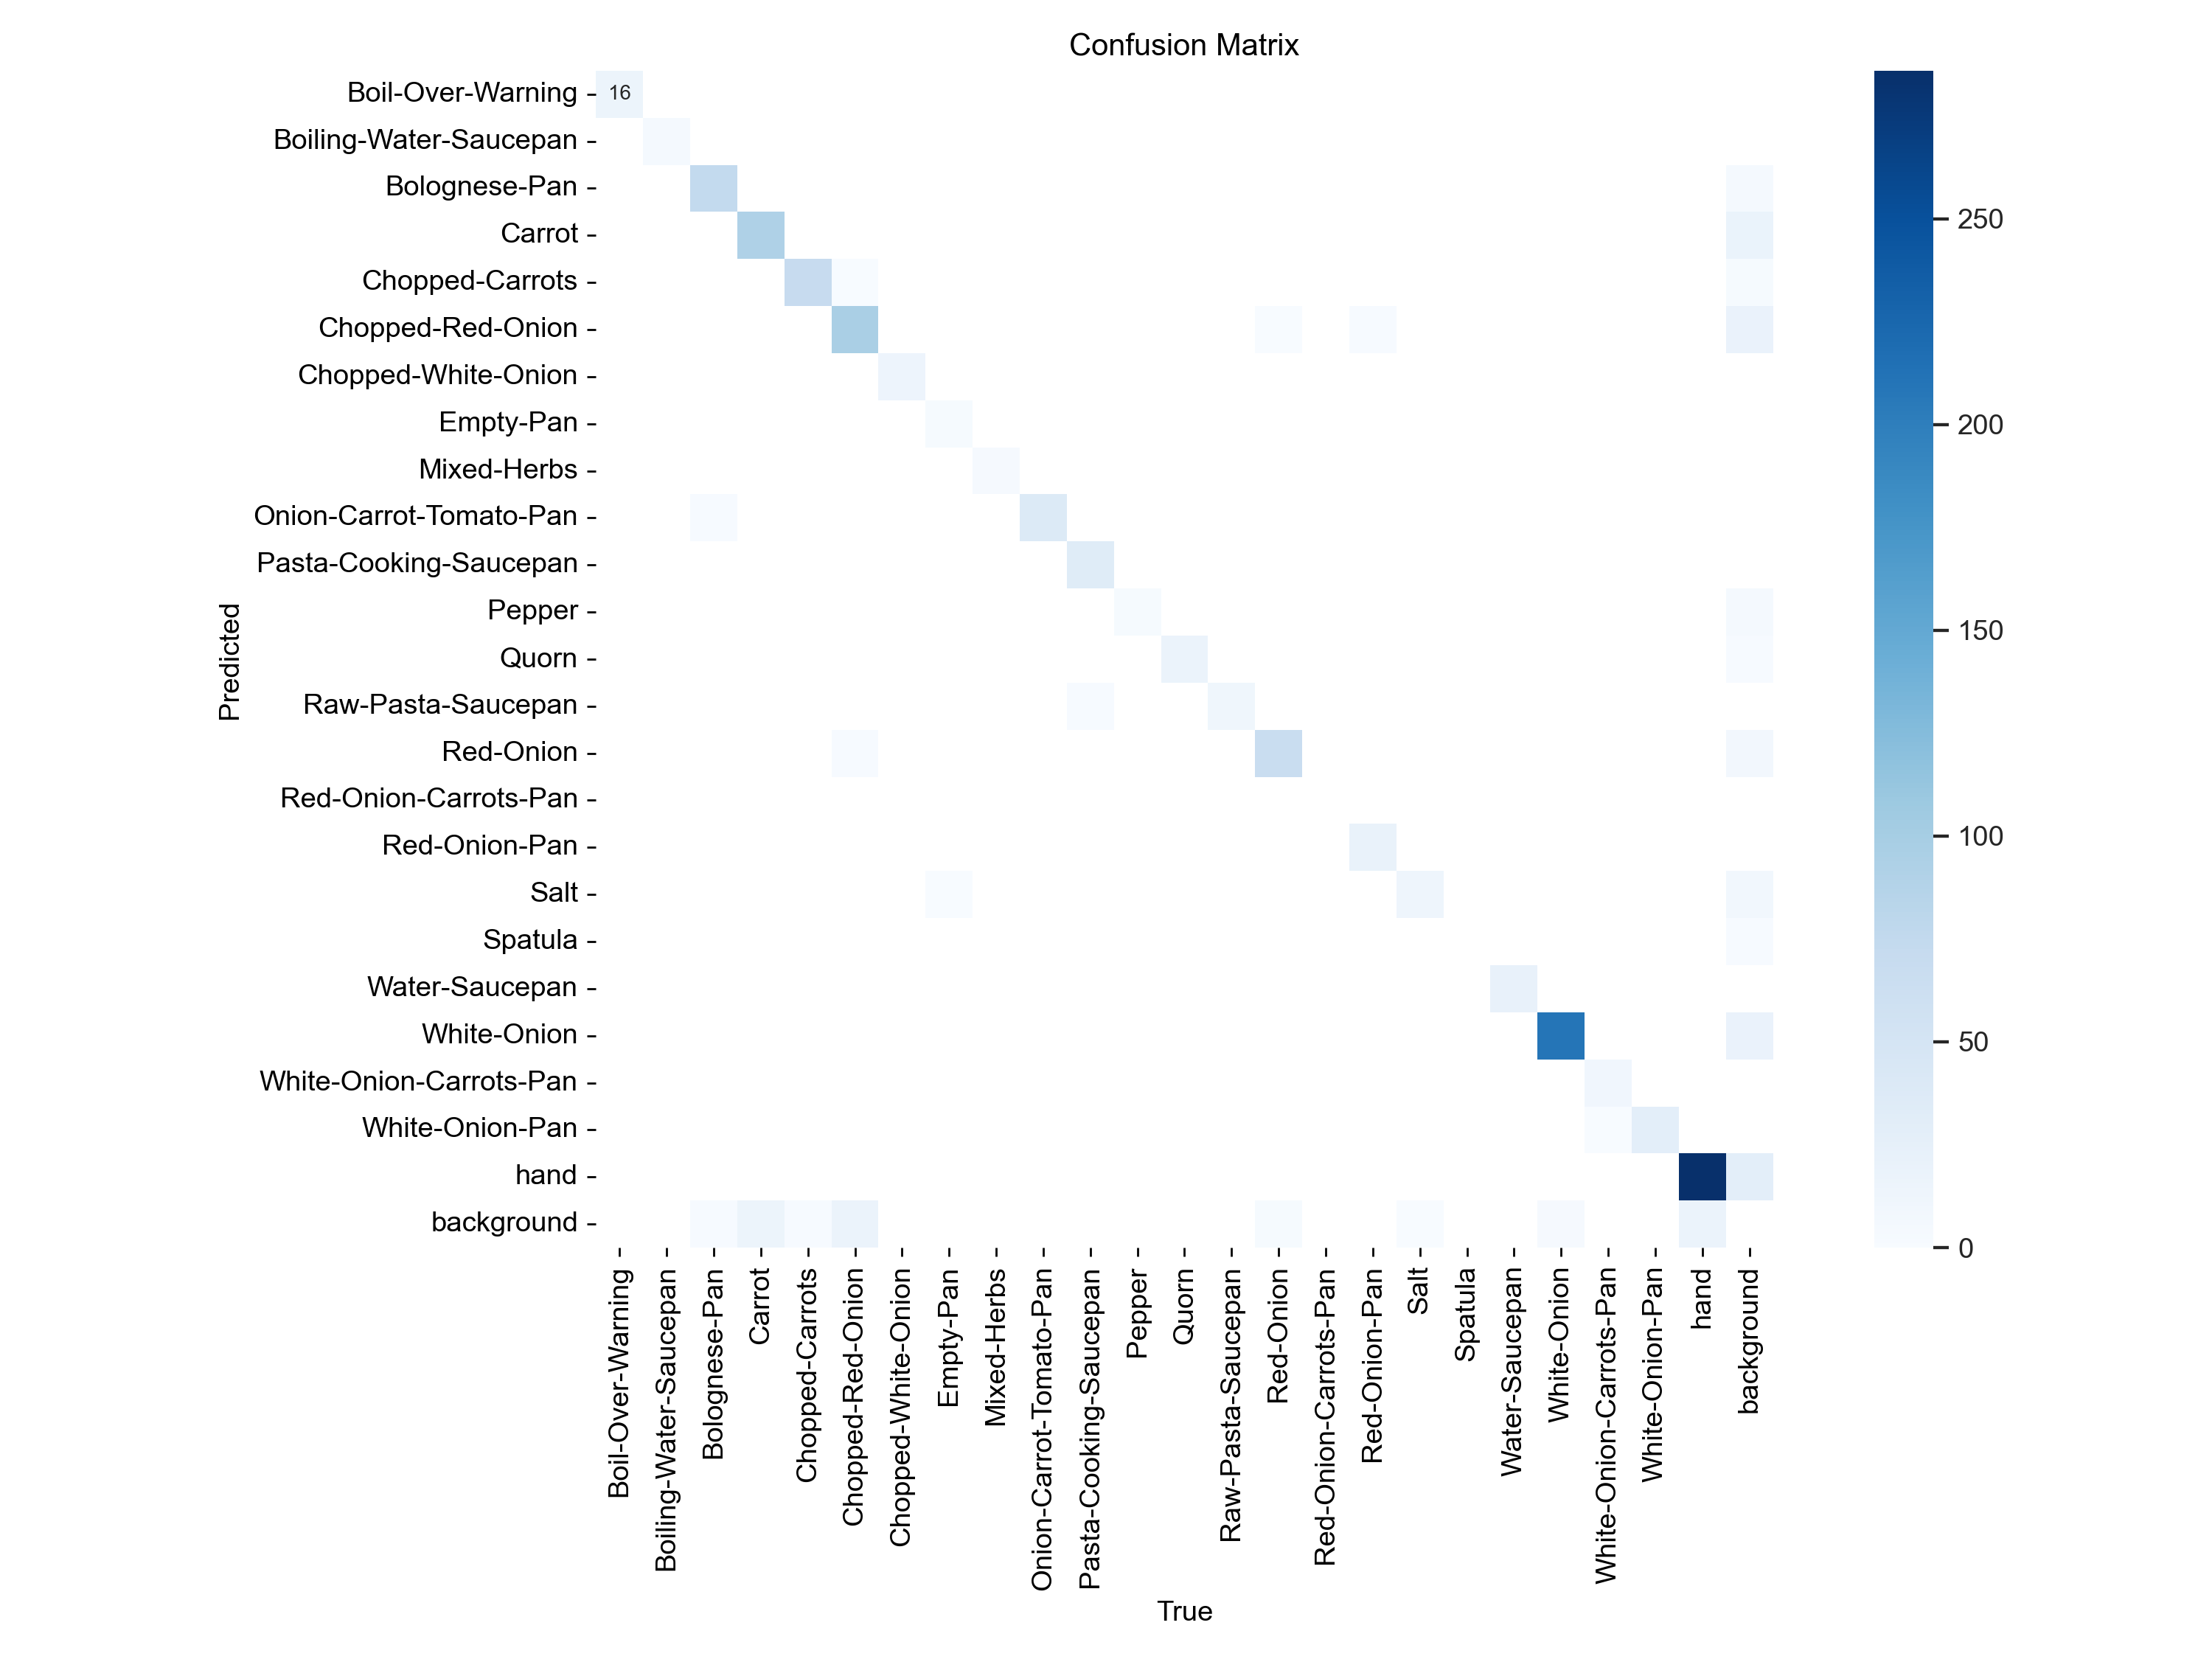 Confusion Matrix
Boil-Over-Warning
16
Boiling-Water-Saucepan
Bolognese-Pan
Carrot
Chopped-Carrots
Chopped-Red-Onion
Chopped-White-Onion
Empty-Pan
Mixed-Herbs
Onion-Carrot-Tomato-Pan
Pasta-Cooking-Saucepan
Pepper
Quorn
Raw-Pasta-Saucepan
Red-Onion
Red-Onion-Carrots-Pan
Red-Onion-Pan
Salt
Spatula
Water-Saucepan
White-Onion
White-Onion-Carrots-Pan
White-Onion-Pan
hand
background
Predicted
Boil-Over-Warning
Boiling-Water-Saucepan
Bolognese-Pan
Carrot
Chopped-Carrots
Chopped-Red-Onion
Chopped-White-Onion
Empty-Pan
Mixed-Herbs
Onion-Carrot-Tomato-Pan
Pasta-Cooking-Saucepan
Pepper
Quorn
Raw-Pasta-Saucepan
Red-Onion
Red-Onion-Carrots-Pan
Red-Onion-Pan
Salt
Spatula
Water-Saucepan
White-Onion
White-Onion-Carrots-Pan
White-Onion-Pan
hand
background
True
250
200
150
100
50
0